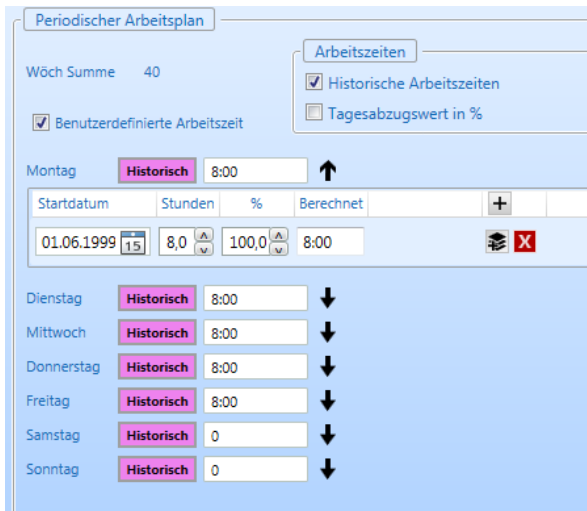 Periodischer Arbeitsplan
Arbeitszeiten
Wöch Summe 40
Historische Arbeitszeiten
Tagesabzugswert in %
Benutzerdefinierte Arbeitszeit
Montag Historisch 8:00
Startdatum Stunden % Berechnet +
01.06.1999 15 8,0 100,0 8:00 X
Dienstag Historisch 8:00
Mittwoch Historisch 8:00
Donnerstag Historisch 8:00
Freitag Historisch 8:00
Samstag Historisch 0
Sonntag Historisch 0